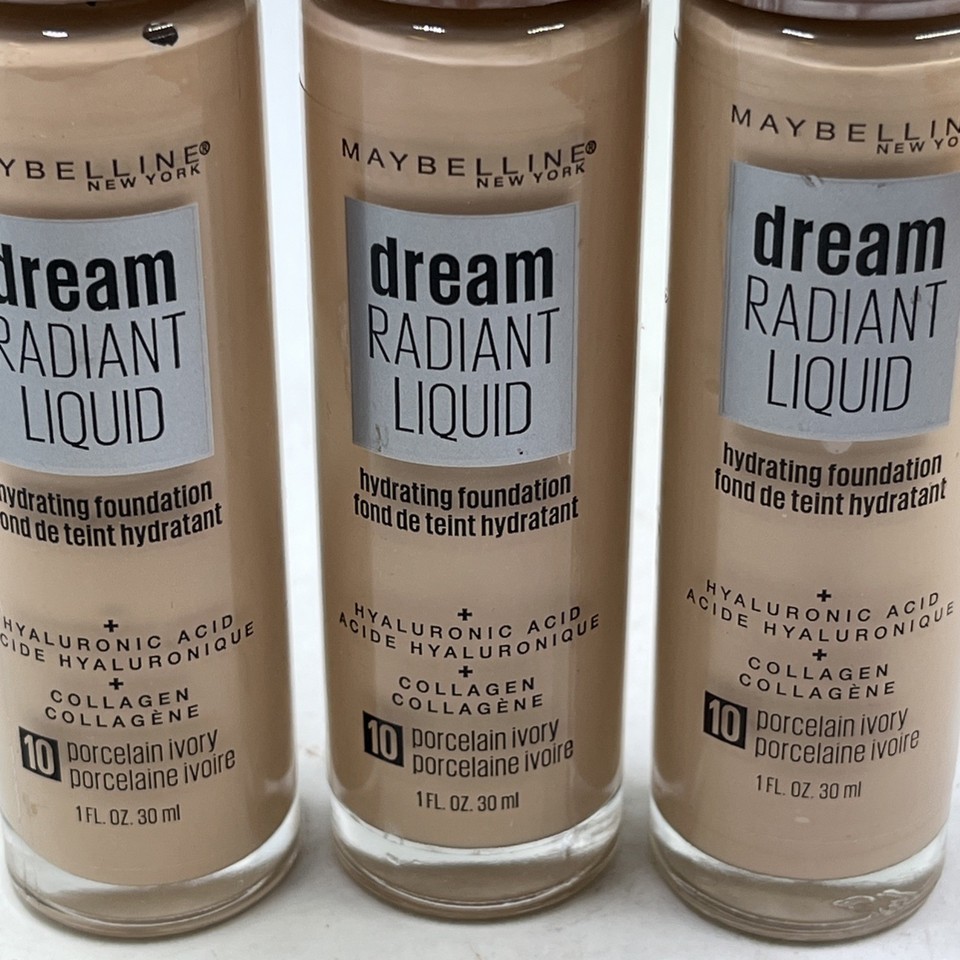 YBELLINE®
NEW YORK
dream
RADIANT
LIQUID
hydrating foundation
fond de teint hydratant
+
HYALURONIC ACID
CIDE HYALURONIQUE
+
COLLAGEN
COLLAGÈNE
10 porcelain ivory
porcelaine ivoire
1 FL. OZ. 30 ml
MAYBELLINE®
NEW YORK
dream
RADIANT
LIQUID
hydrating foundation
fond de teint hydratant
+
HYALURONIC ACID
ACIDE HYALURONIQUE
+
COLLAGEN
COLLAGÈNE
10 porcelain ivory
porcelaine ivoire
1 FL. OZ. 30 ml
MAYBELLIN
NEW YO
dream
RADIANT
LIQUID
hydrating foundation
fond de teint hydratant
+
HYALURONIC ACID
ACIDE HYALURONIQUE
+
COLLAGEN
COLLAGÈNE
10 porcelain ivory
porcelaine ivoire
1 FL. OZ. 30 ml